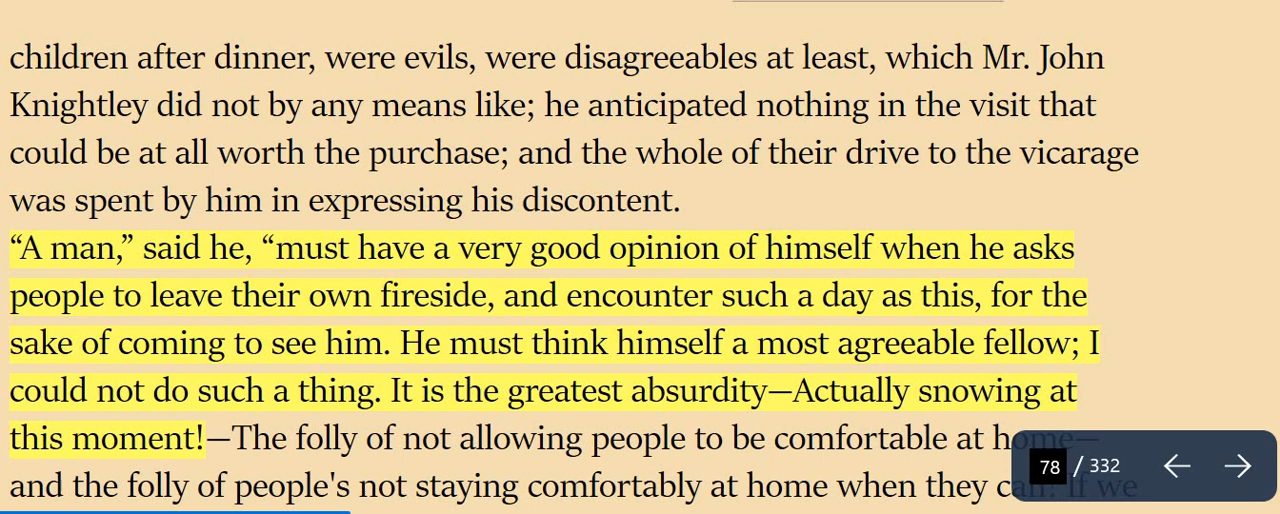 children after dinner, were evils, were disagreeables at least, which Mr. John
Knightley did not by any means like; he anticipated nothing in the visit that
could be at all worth the purchase; and the whole of their drive to the vicarage
was spent by him in expressing his discontent.
“A man,” said he, “must have a very good opinion of himself when he asks
people to leave their own fireside, and encounter such a day as this, for the
sake of coming to see him. He must think himself a most agreeable fellow; I
could not do such a thing. It is the greatest absurdity—Actually snowing at
this moment!—The folly of not allowing people to be comfortable at home—
and the folly of people's not staying comfortably at home when they can! If we
78 / 332